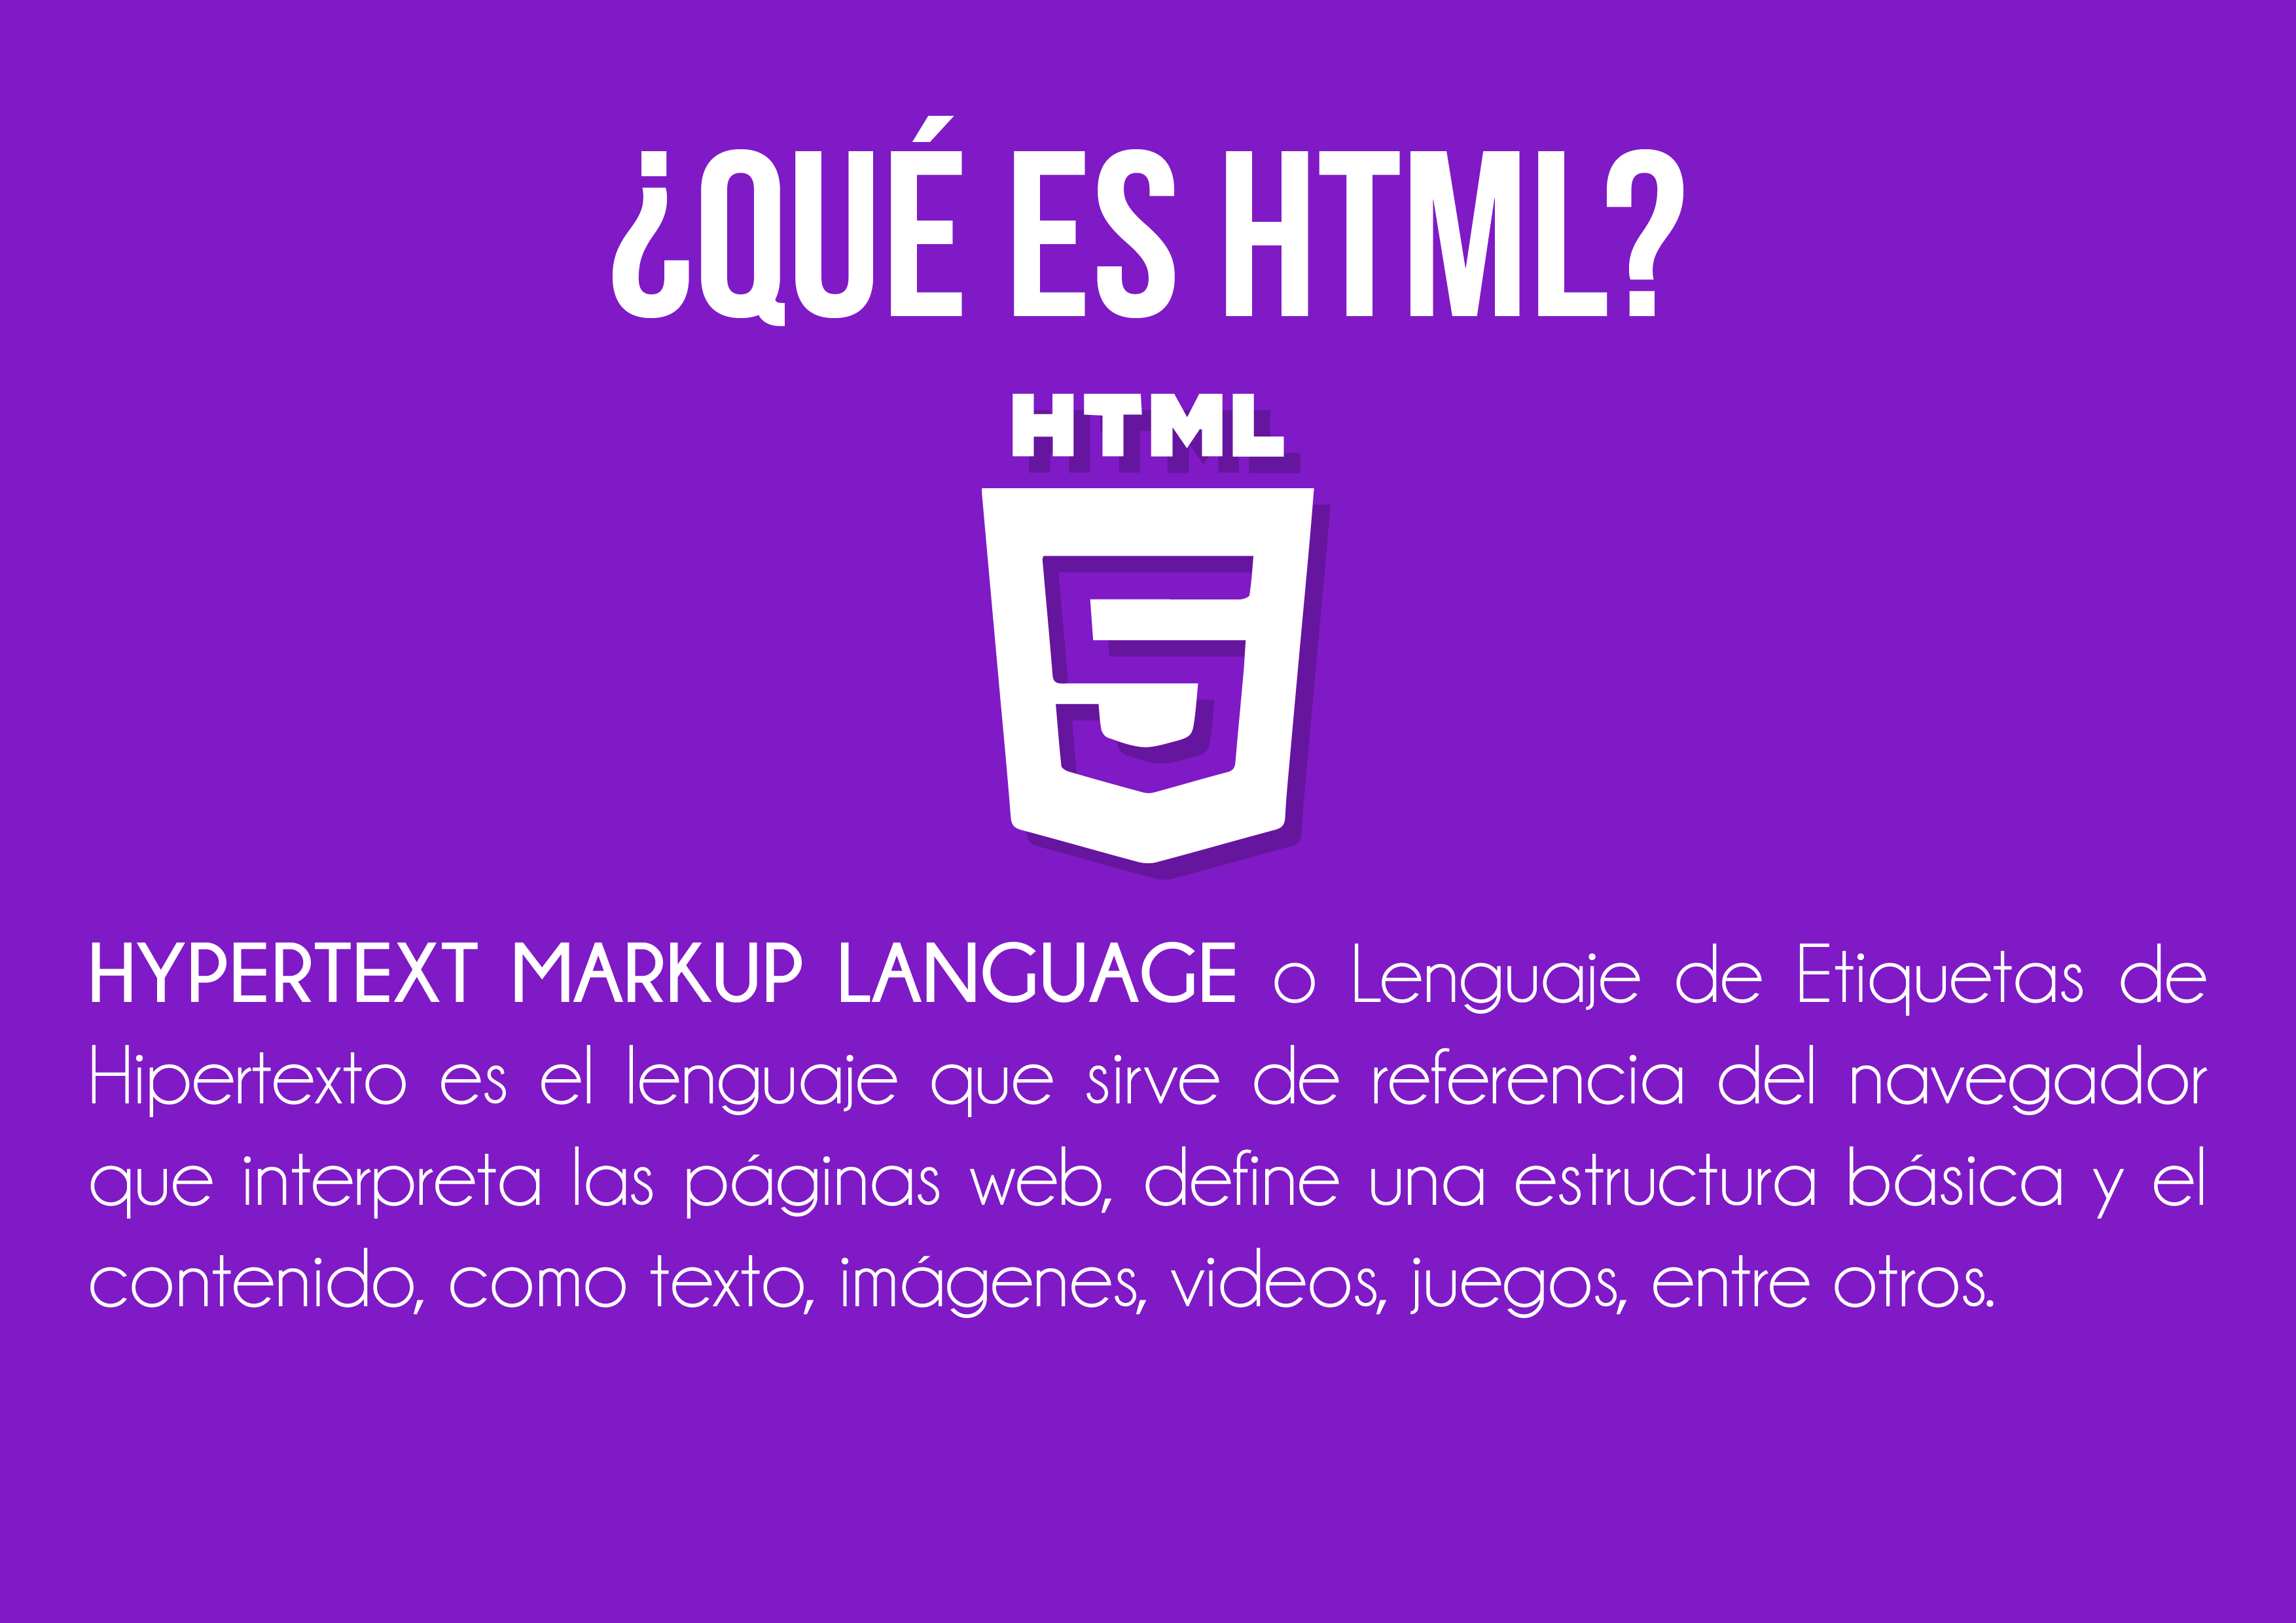 ¿QUÉ ES HTML?
HTML
5
HYPERTEXT MARKUP LANGUAGE o Lenguaje de Etiquetas de
Hipertexto es el lenguaje que sirve de referencia del navegador
que interpreta las páginas web, define una estructura básica y el
contenido, como texto, imágenes, videos, juegos, entre otros.